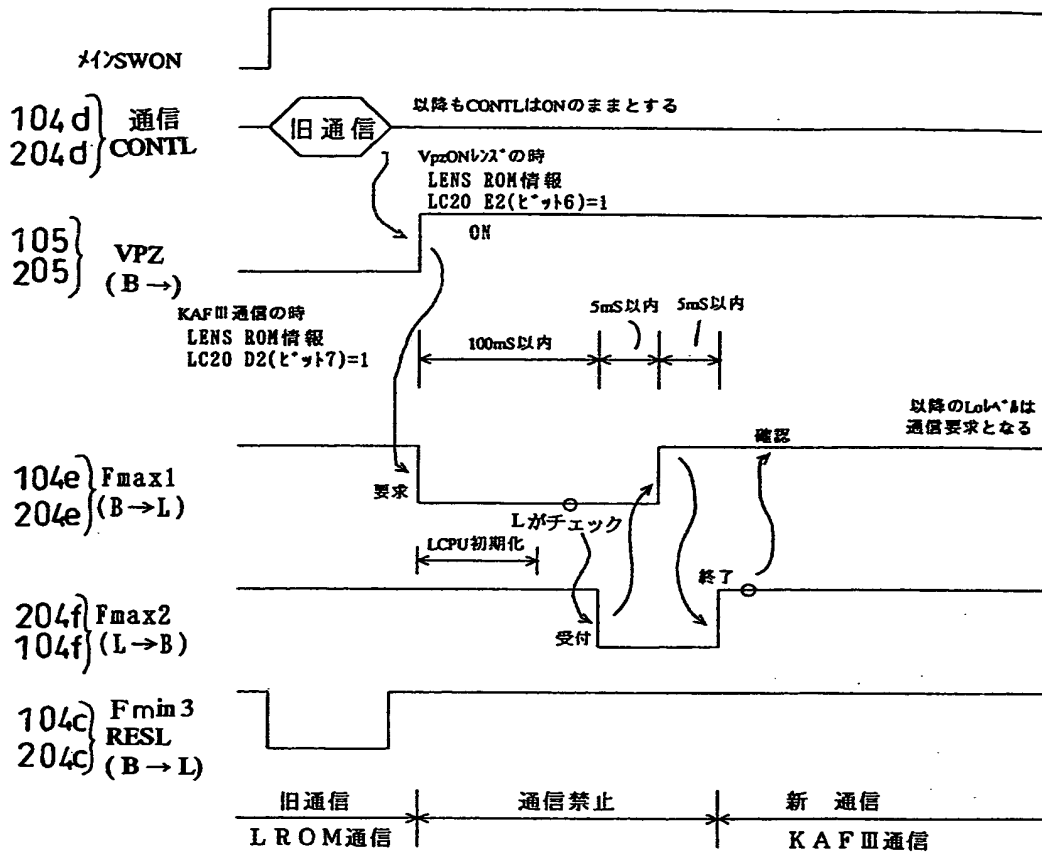 メインSWON
104d
204d
通信
CONTL
旧通信
以降もCONTLはONのままとする
VpzONレンズの時
LENS ROM情報
LC20 E2(ビット6)=1
ON
105
205
VPZ
(B→)
KAFⅢ通信の時
LENS ROM情報
LC20 D2(ビット7)=1
100mS以内
5mS以内
5mS以内
以降のLoレベルは
通信要求となる
確認
104e
204e
Fmax1
(B→L)
要求
Lがチェック
LCPU初期化
終了
204f
104f
Fmax2
(L→B)
受付
104c
204c
Fmin3
RESL
(B→L)
旧通信
通信禁止
新 通信
LROM通信
KAFⅢ通信